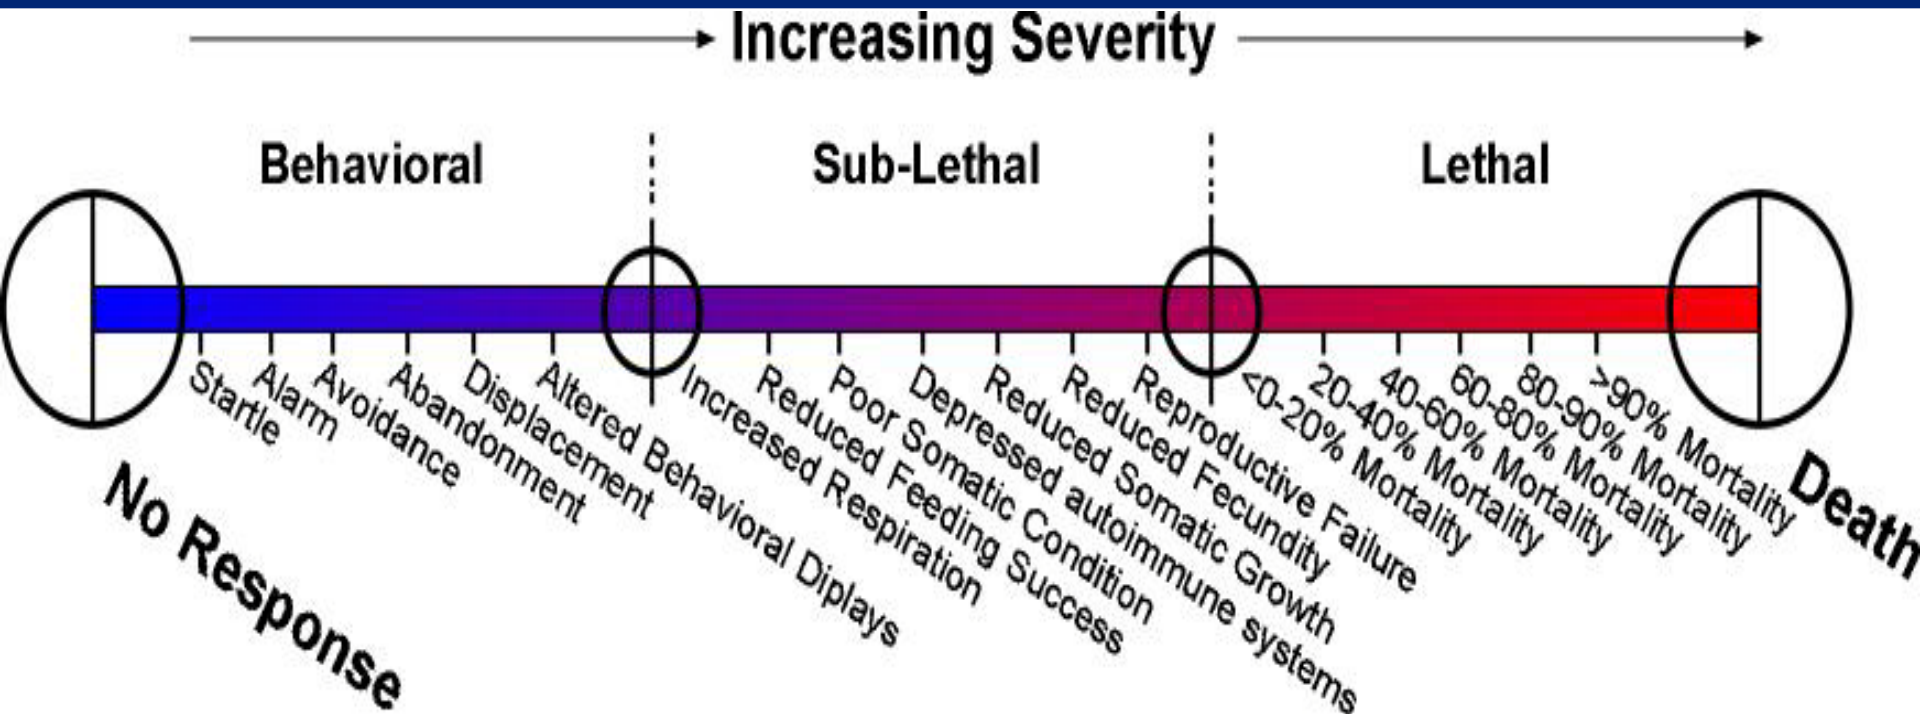 Increasing Severity
Behavioral
Sub-Lethal
Lethal
No Response
Startle
Alarm
Avoidance
Abandonment
Displacement
Altered Behavioral Diplays
Increased Respiration
Reduced Feeding Success
Poor Somatic Condition
Depressed autoimmune systems
Reduced Somatic Growth
Reduced Fecundity
Reproductive Failure
<0-20% Mortality
20-40% Mortality
40-60% Mortality
60-80% Mortality
80-90% Mortality
>90% Mortality
Death